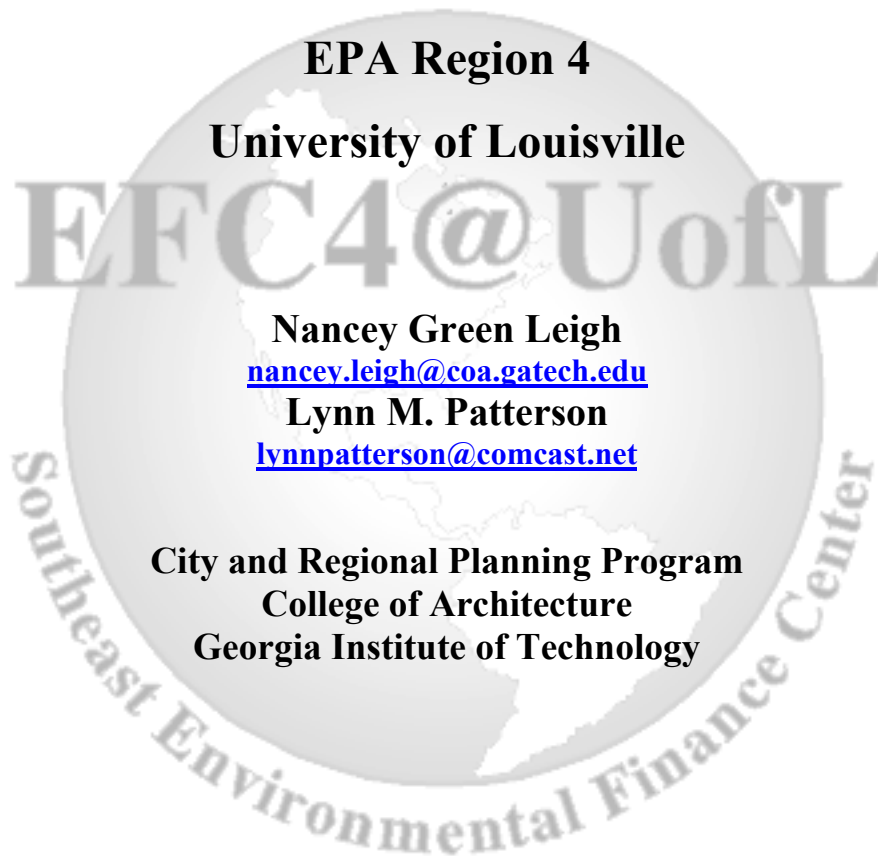 EPA Region 4
University of Louisville
EFC4@UofL
Nancey Green Leigh
nancey.leigh@coa.gatech.edu
Lynn M. Patterson
lynnpatterson@comcast.net
City and Regional Planning Program
College of Architecture
Georgia Institute of Technology
Southeast Environmental Finance Center